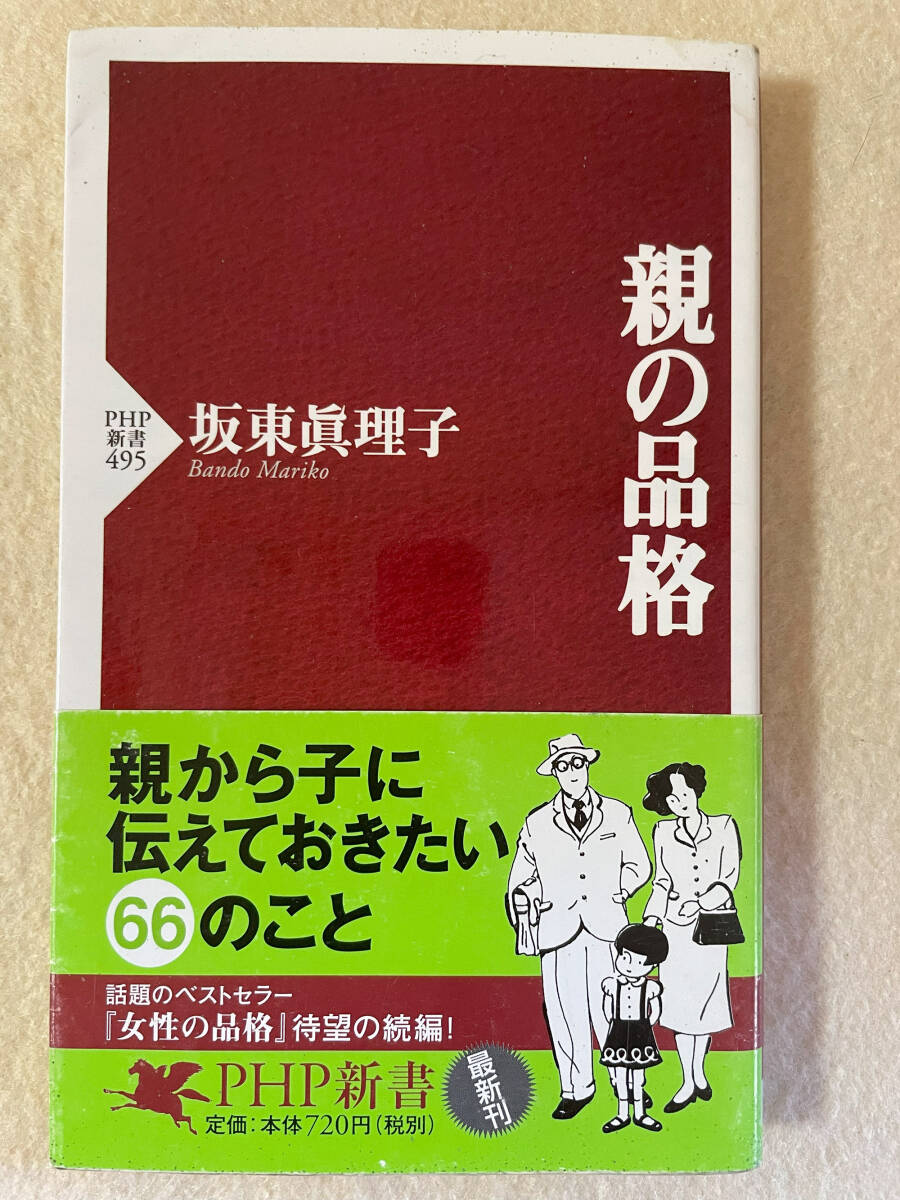 親の品格
坂東眞理子
Bando Mariko
PHP
新書
495
親から子に
伝えておきたい
66のこと
話題のベストセラー
『女性の品格』待望の続編!
PHP新書
定価:本体720円(税別)
最新刊